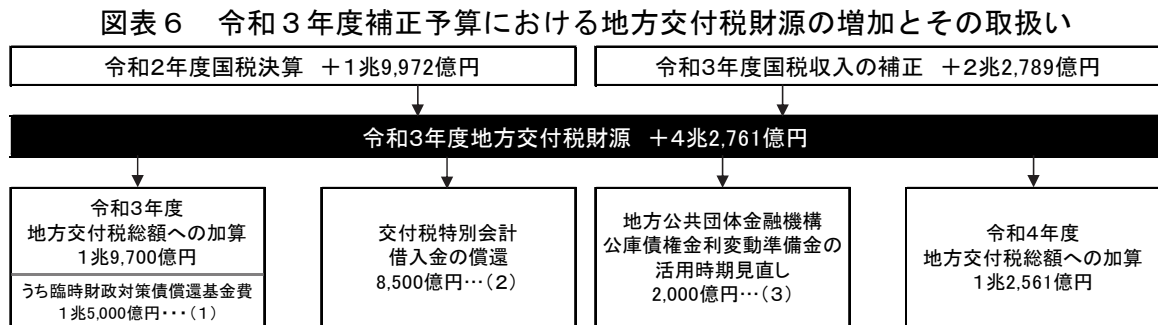 図表６　令和３年度補正予算における地方交付税財源の増加とその取扱い
令和2年度国税決算　＋1兆9,972億円
令和3年度国税収入の補正　＋2兆2,789億円
令和3年度地方交付税財源　＋4兆2,761億円
令和3年度
地方交付税総額への加算
1兆9,700億円
うち臨時財政対策債償還基金費
1兆5,000億円・・・(1)
交付税特別会計
借入金の償還
8,500億円…(2)
地方公共団体金融機構
公庫債権金利変動準備金の
活用時期見直し
2,000億円…(3)
令和4年度
地方交付税総額への加算
1兆2,561億円